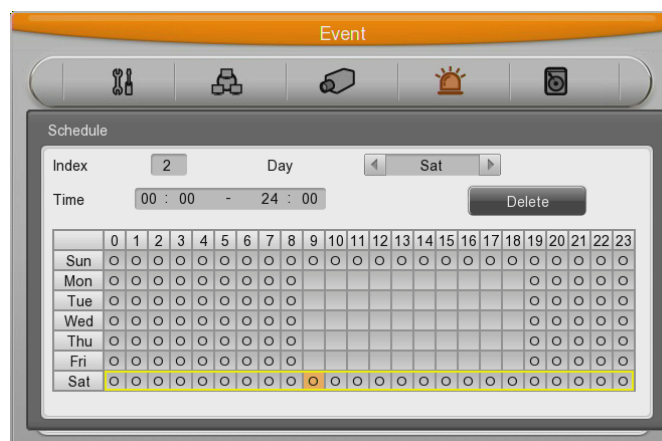 Event
Schedule
Index 2 Day Sat
Time 00 : 00 - 24 : 00 Delete
0 1 2 3 4 5 6 7 8 9 10 11 12 13 14 15 16 17 18 19 20 21 22 23
Sun O O O O O O O O O O O O O O O O O O O O O O O O
Mon O O O O O O O O O O O O O O
Tue O O O O O O O O O O O O O O
Wed O O O O O O O O O O O O O O
Thu O O O O O O O O O O O O O O
Fri O O O O O O O O O O O O O O
Sat O O O O O O O O O O O O O O O O O O O O O O O O